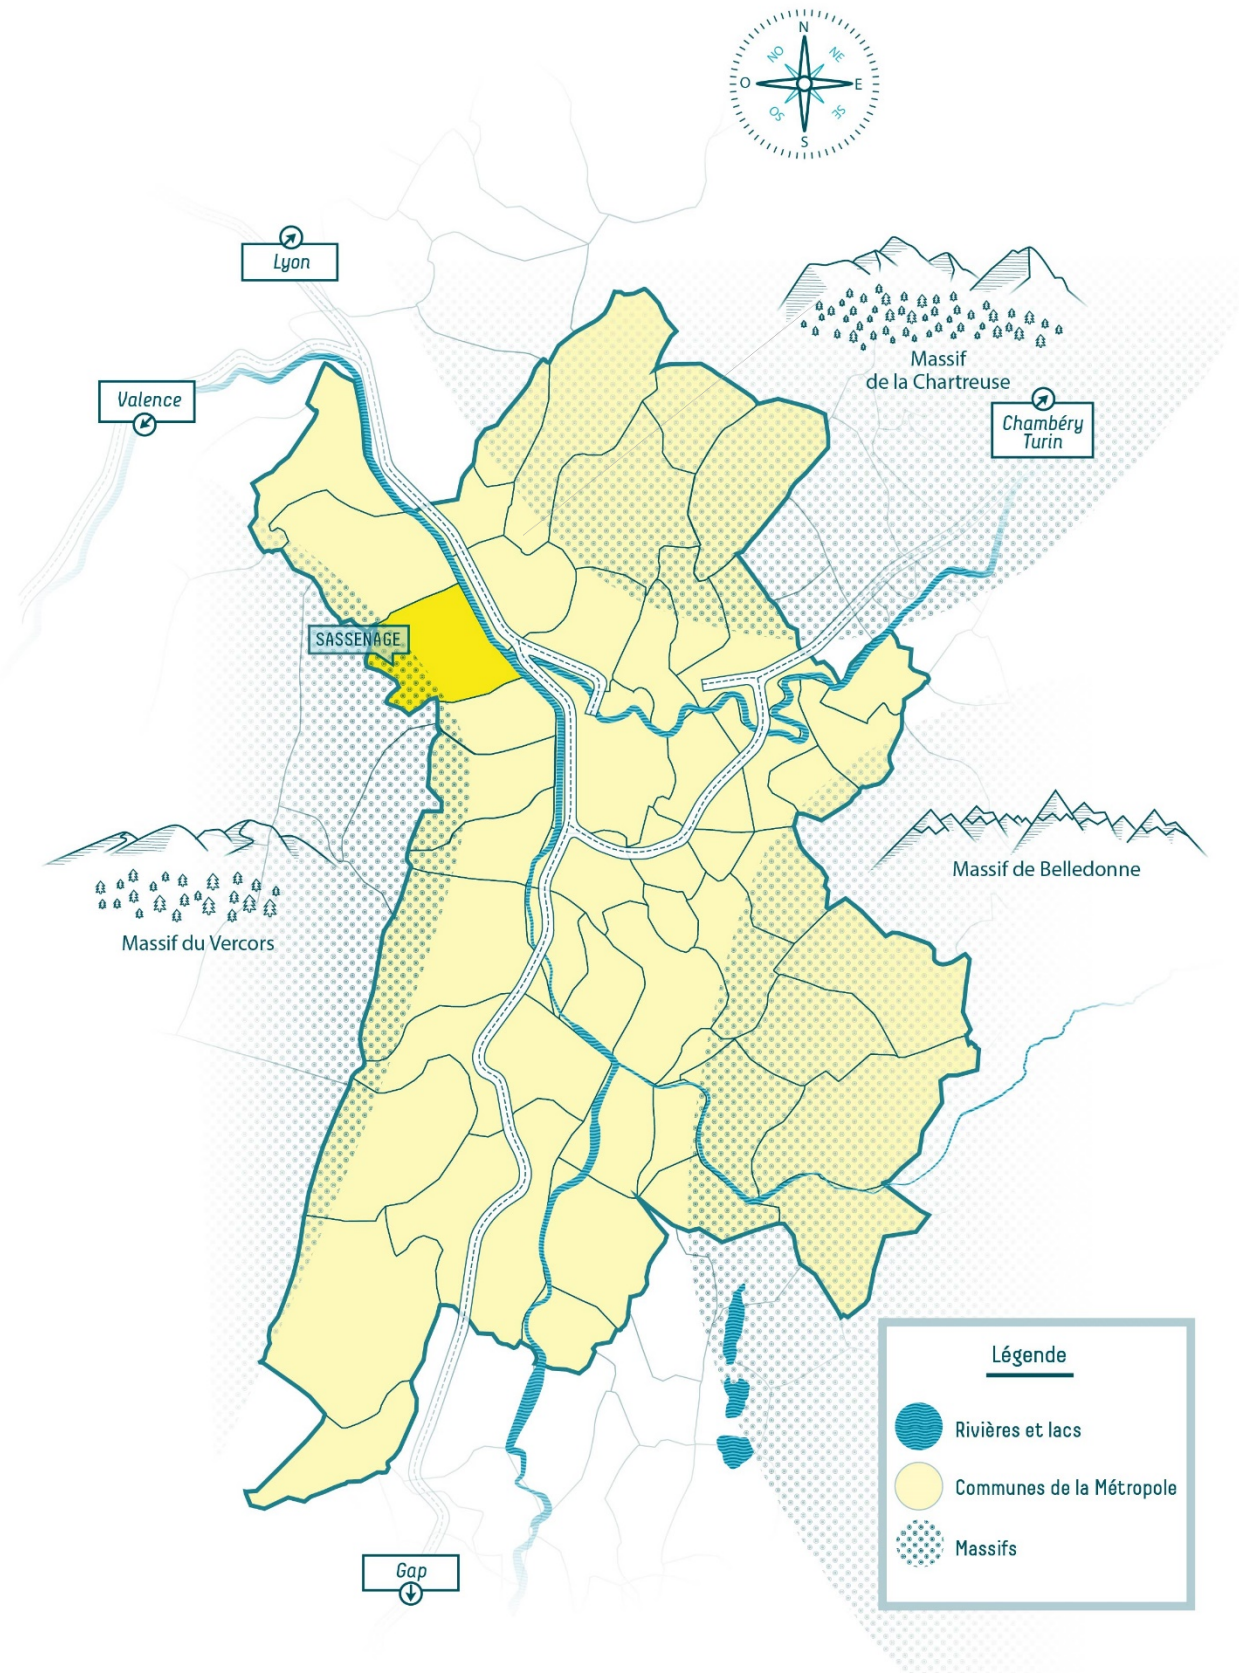 N
NO
NE
O
E
SO
SE
S
Lyon
Massif
de la Chartreuse
Valence
Chambéry
Turin
SASSENAGE
Massif de Belledonne
Massif du Vercors
Légende
Rivières et lacs
Communes de la Métropole
Massifs
Gap